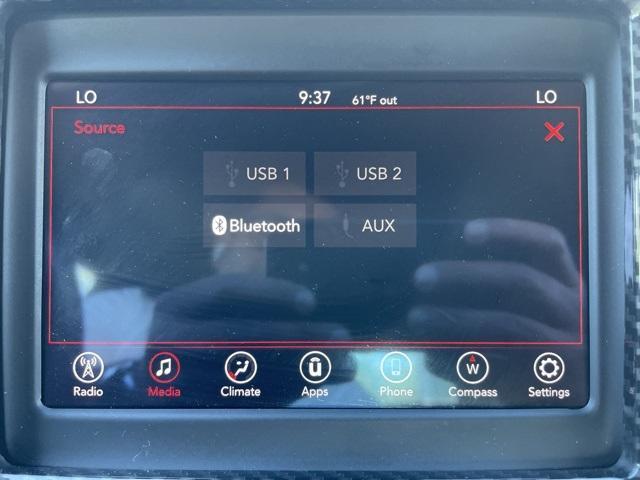 LO 9:37 61°F out LO
Source
USB 1 USB 2
Bluetooth AUX
W
Radio Media Climate Apps Phone Compass Settings